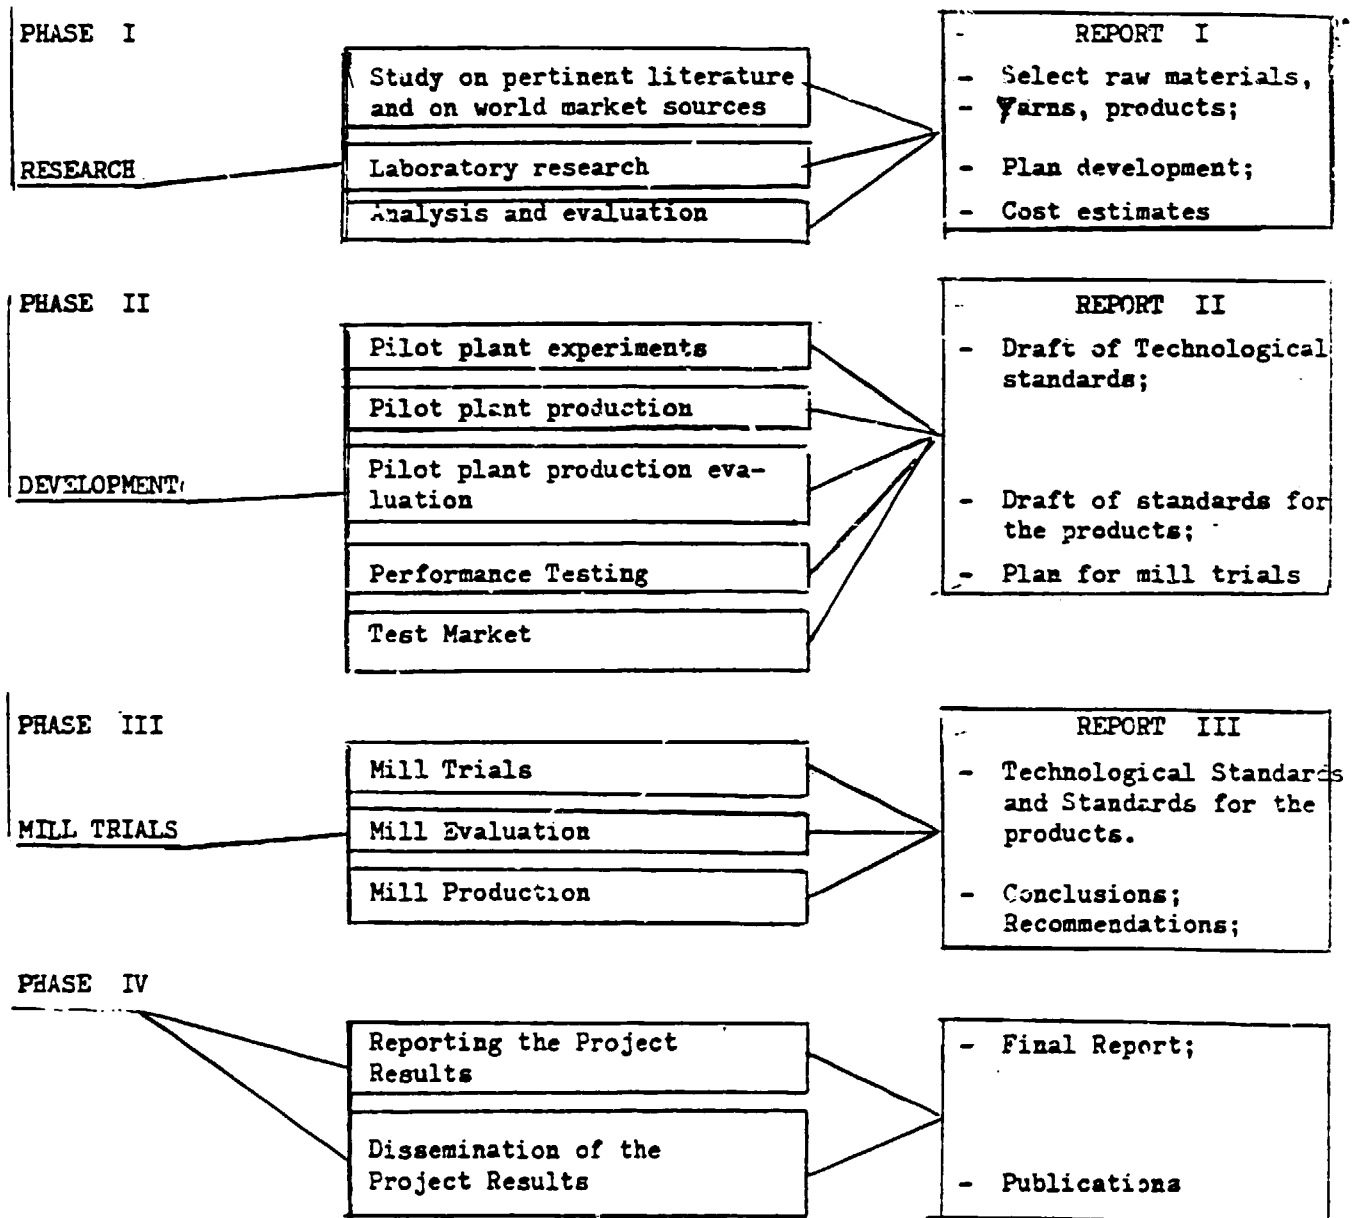 PHASE I
RESEARCH
Study on pertinent literature
and on world market sources
Laboratory research
Analysis and evaluation
REPORT I
- Select raw materials,
- Yarns, products;
- Plan development;
- Cost estimates
PHASE II
DEVELOPMENT
Pilot plant experiments
Pilot plant production
Pilot plant production eva-
luation
Performance Testing
Test Market
REPORT II
- Draft of Technological
standards;
- Draft of standards for
the products;
- Plan for mill trials
PHASE III
MILL TRIALS
Mill Trials
Mill Evaluation
Mill Production
REPORT III
- Technological Standards
and Standards for the
products.
- Conclusions;
Recommendations;
PHASE IV
Reporting the Project
Results
Dissemination of the
Project Results
- Final Report;
- Publications